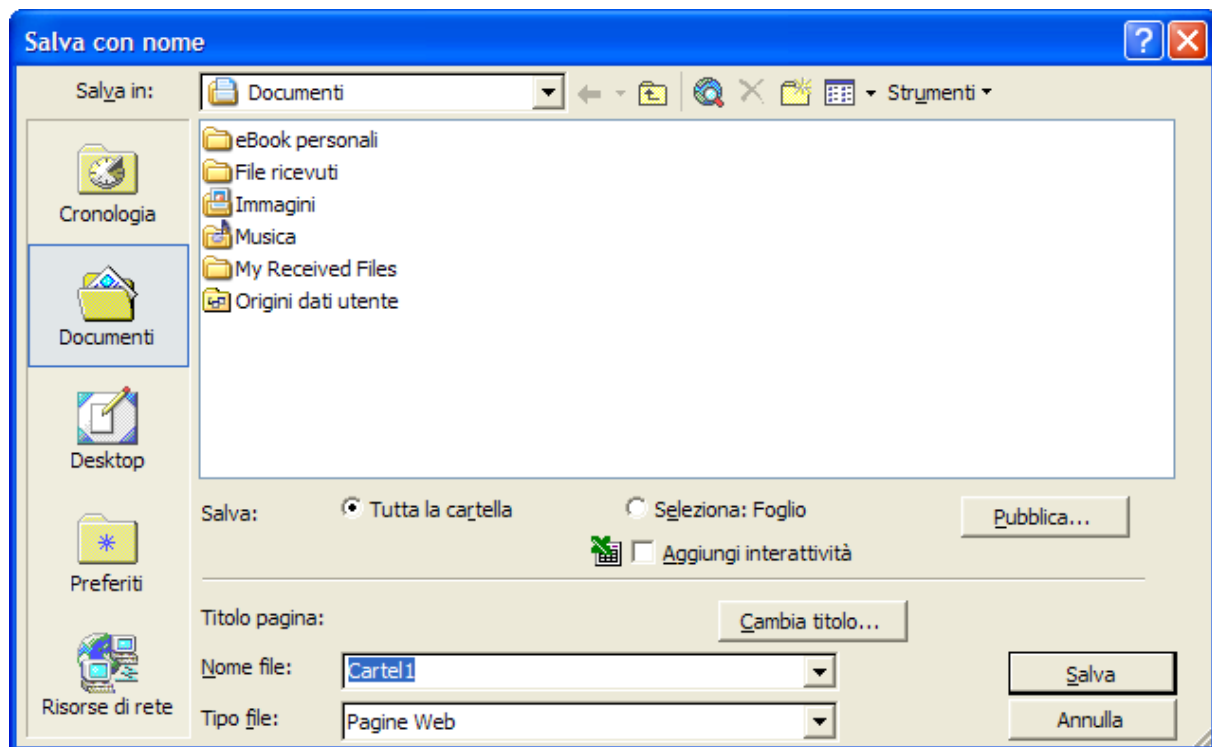 Salva con nome
Salva in:
Documenti
Strumenti
Cronologia
Documenti
Desktop
Preferiti
Risorse di rete
eBook personali
File ricevuti
Immagini
Musica
My Received Files
Origini dati utente
Salva:
Tutta la cartella
Seleziona: Foglio
Pubblica...
Aggiungi interattività
Titolo pagina:
Cambia titolo...
Nome file:
Cartel1
Salva
Tipo file:
Pagine Web
Annulla